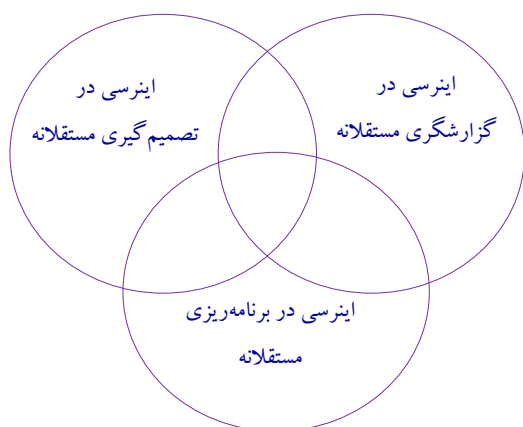 اینرسی در
گزارشگری مستقلانه
اینرسی در
تصمیم‌گیری مستقلانه
اینرسی در برنامه‌ریزی
مستقلانه